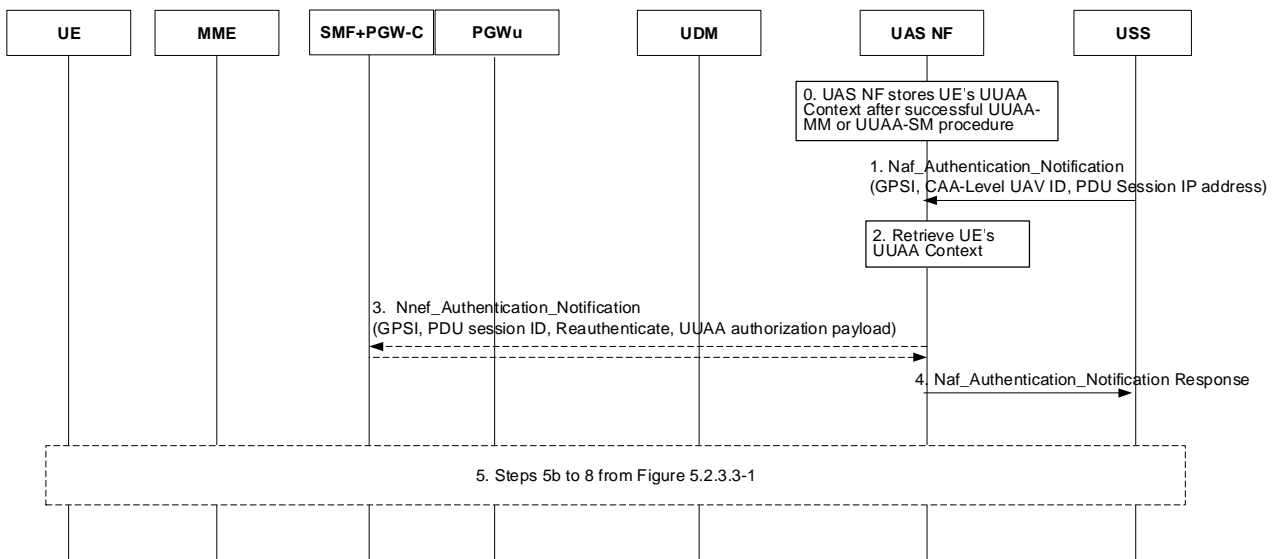 UE
MME
SMF+PGW-C
PGWu
UDM
UAS NF
USS
0. UAS NF stores UE's UUAA
Context after successful UUAA-
MM or UUAA-SM procedure
1. Naf_Authentication_Notification
(GPSI, CAA-Level UAV ID, PDU Session IP address)
2. Retrieve UE's
UUAA Context
3. Nnef_Authentication_Notification
(GPSI, PDU session ID, Reauthenticate, UUAA authorization payload)
4. Naf_Authentication_Notification Response
5. Steps 5b to 8 from Figure 5.2.3.3-1